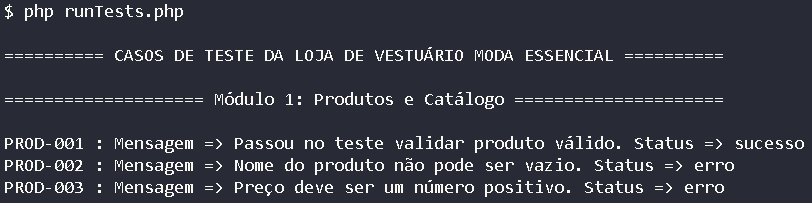 $ php runTests.php
========== CASOS DE TESTE DA LOJA DE VESTUÁRIO MODA ESSENCIAL ==========
==================== Módulo 1: Produtos e Catálogo =====================
PROD-001 : Mensagem => Passou no teste validar produto válido. Status => sucesso
PROD-002 : Mensagem => Nome do produto não pode ser vazio. Status => erro
PROD-003 : Mensagem => Preço deve ser um número positivo. Status => erro